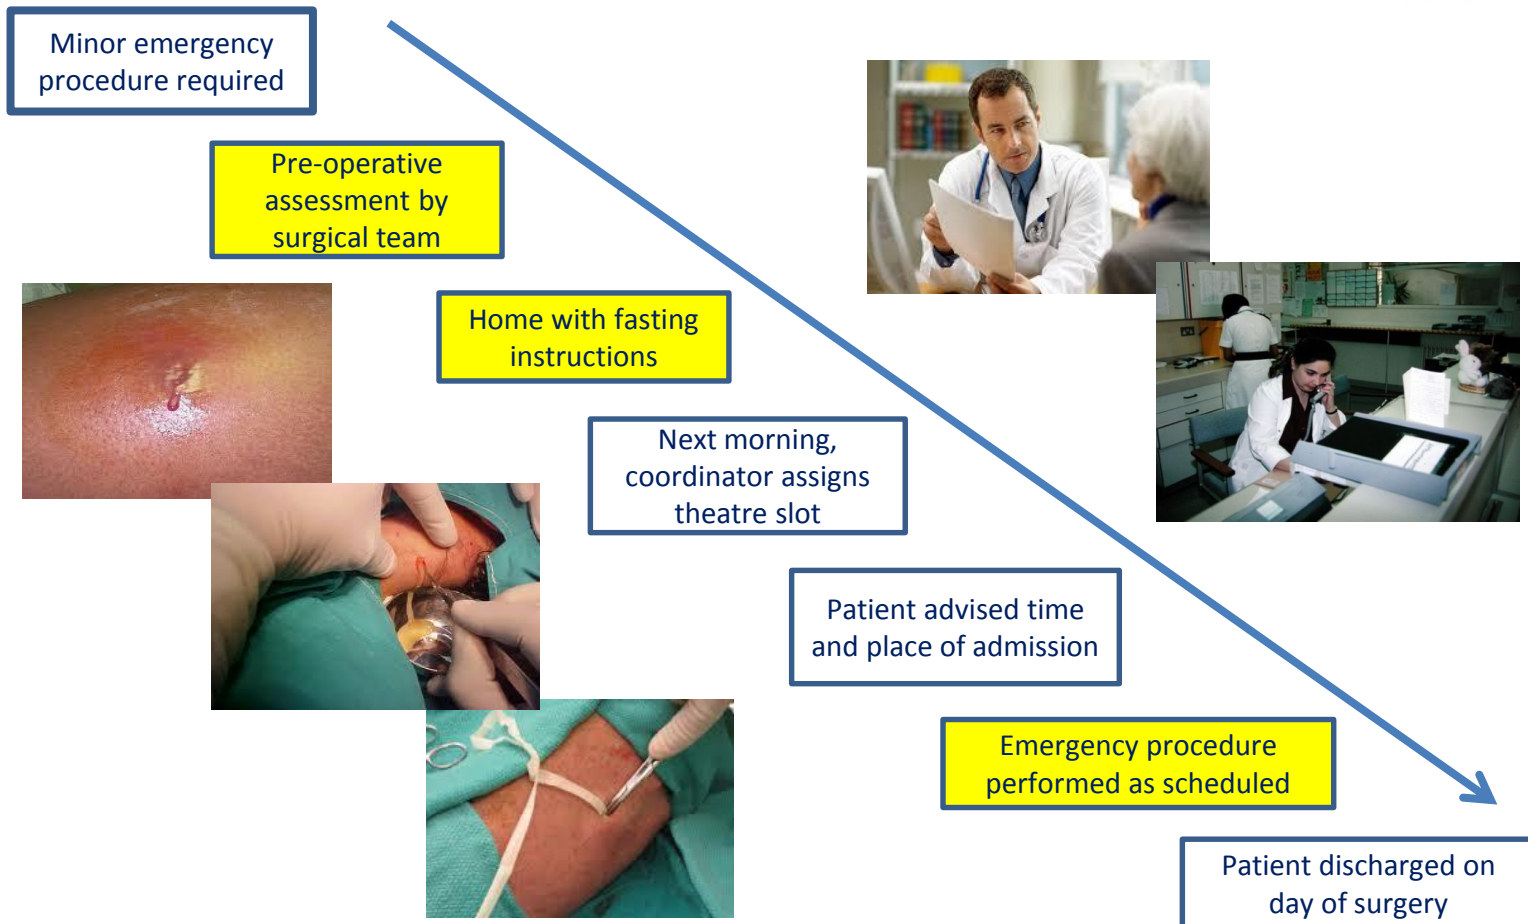 Minor emergency
procedure required
Pre-operative
assessment by
surgical team
Home with fasting
instructions
Next morning,
coordinator assigns
theatre slot
Patient advised time
and place of admission
Emergency procedure
performed as scheduled
Patient discharged on
day of surgery